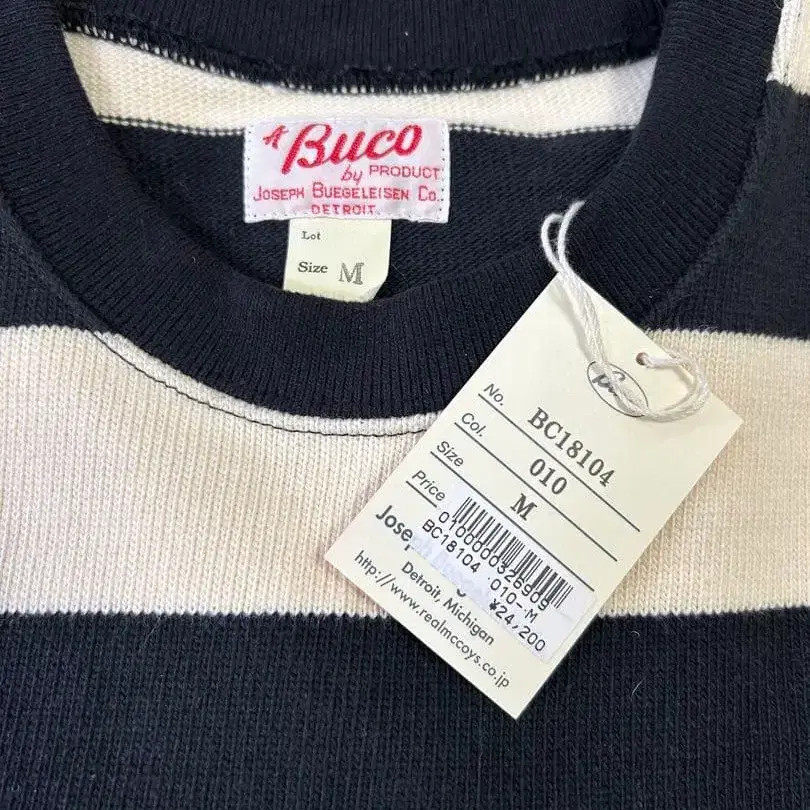 A Buco
by PRODUCT
JOSEPH BUEGELEISEN CO.
DETROIT.
Lot
Size M
No. BC18104
Col. 010
Size M
Price
0100000326909
BC18104 010--M
¥24,200
Detroit, Michigan
http://www.realmccoys.co.jp